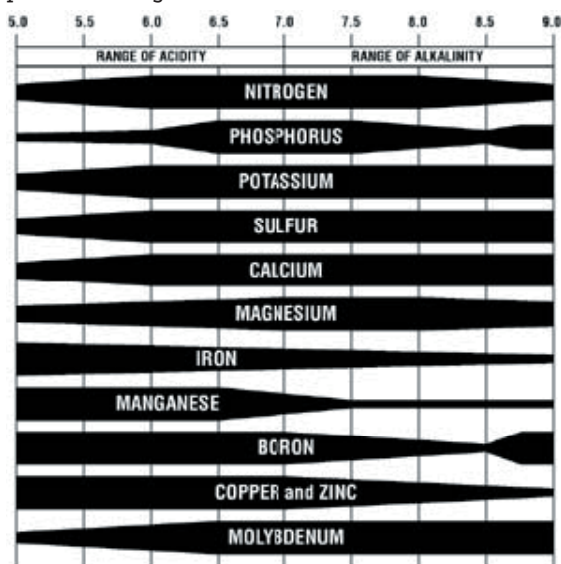 5.0 5.5 6.0 6.5 7.0 7.5 8.0 8.5 9.0
RANGE OF ACIDITY RANGE OF ALKALINITY
NITROGEN
PHOSPHORUS
POTASSIUM
SULFUR
CALCIUM
MAGNESIUM
IRON
MANGANESE
BORON
COPPER and ZINC
MOLYBDENUM